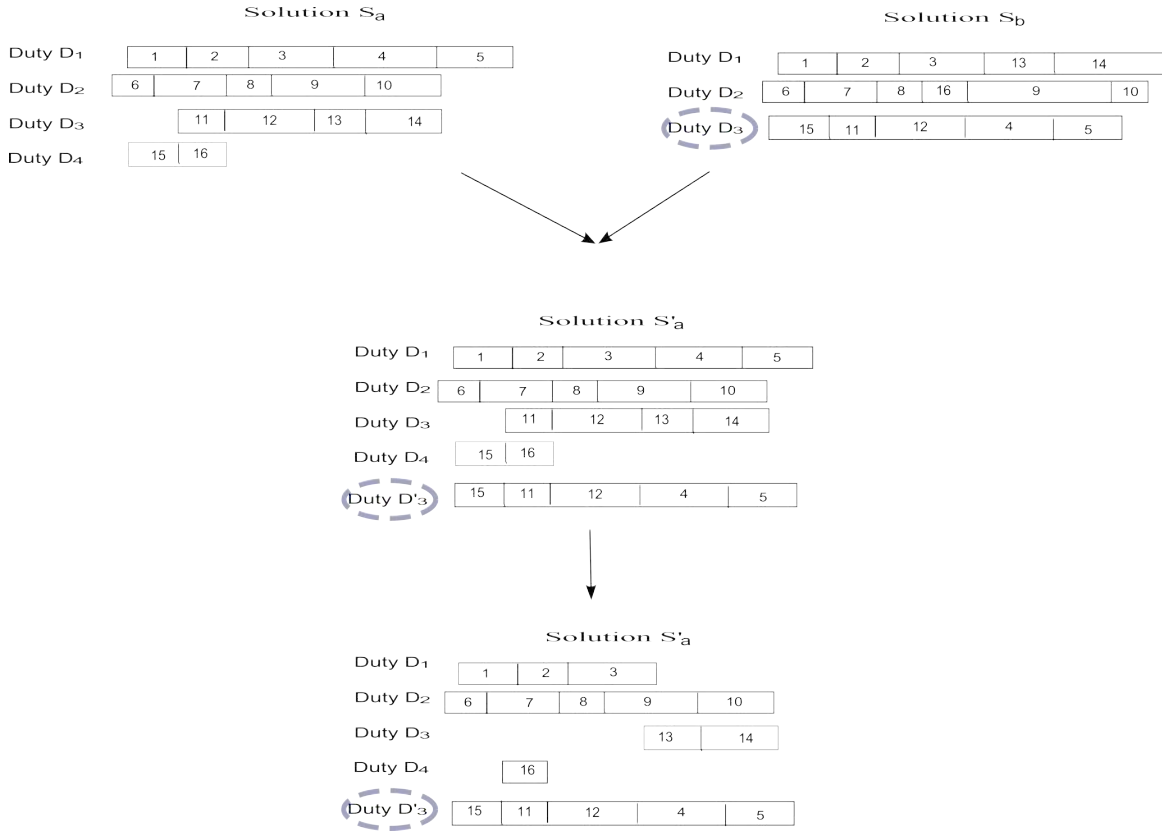 Solution Sa
Duty D1 1 2 3 4 5
Duty D2 6 7 8 9 10
Duty D3 11 12 13 14
Duty D4 15 16
Solution Sb
Duty D1 1 2 3 13 14
Duty D2 6 7 8 16 9 10
Duty D3 15 11 12 4 5
Solution S'a
Duty D1 1 2 3 4 5
Duty D2 6 7 8 9 10
Duty D3 11 12 13 14
Duty D4 15 16
Duty D'3 15 11 12 4 5
Solution S'a
Duty D1 1 2 3
Duty D2 6 7 8 9 10
Duty D3 13 14
Duty D4 16
Duty D'3 15 11 12 4 5